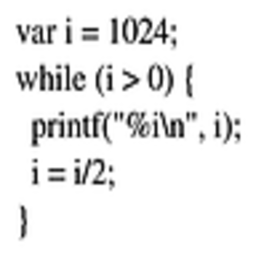 var i = 1024;
while (i > 0) {
  printf("%i\n", i);
  i = i/2;
}